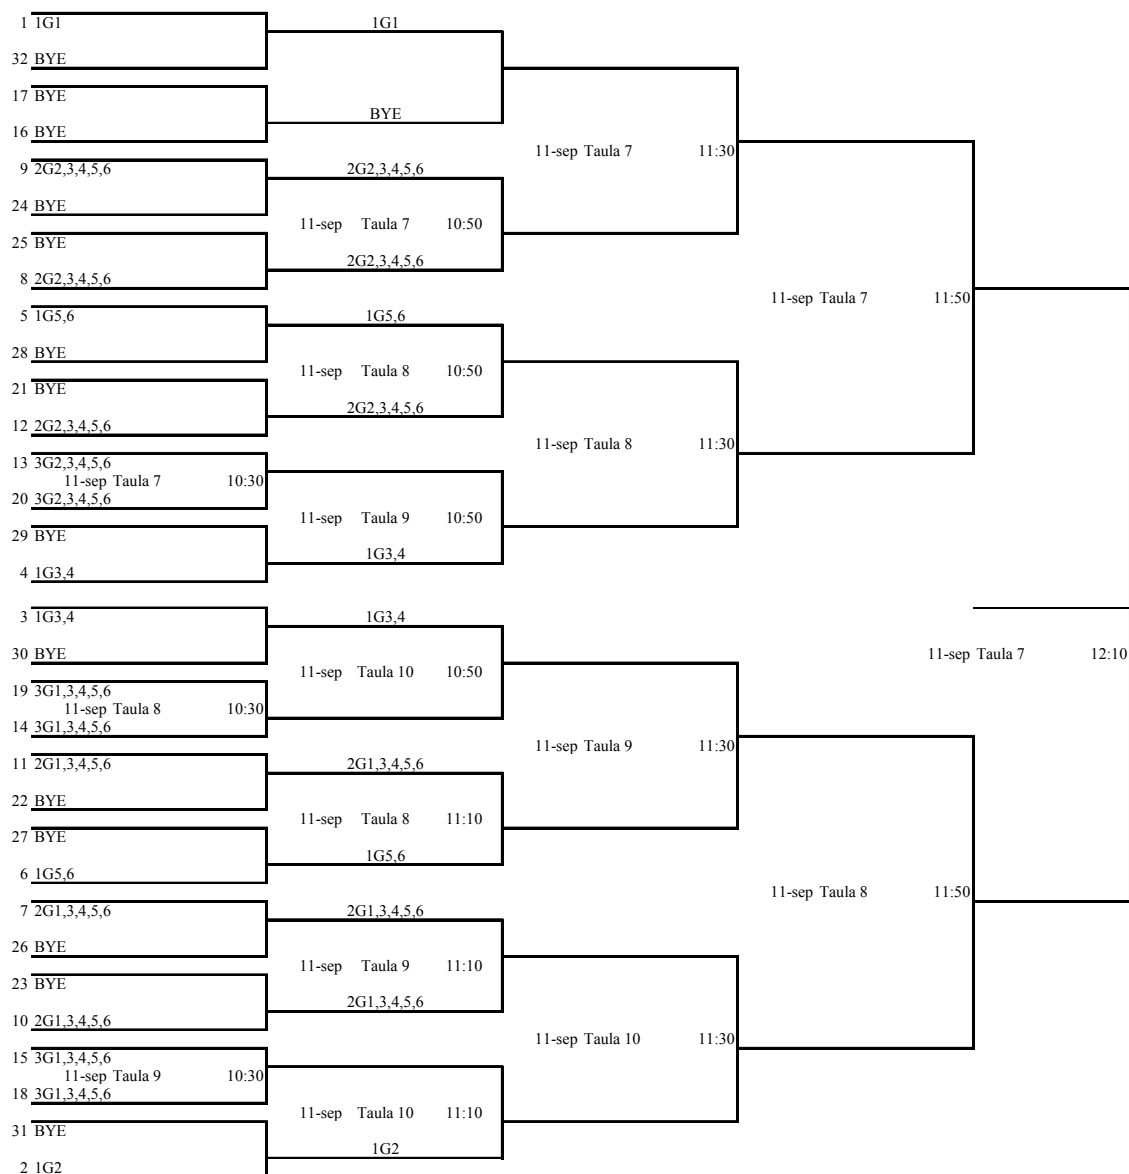 1 1G1 1G1
32 BYE
17 BYE
BYE
16 BYE
11-sep Taula 7 11:30
9 2G2,3,4,5,6 2G2,3,4,5,6
24 BYE
11-sep Taula 7 10:50
25 BYE
2G2,3,4,5,6
8 2G2,3,4,5,6
11-sep Taula 7 11:50
5 1G5,6 1G5,6
28 BYE
11-sep Taula 8 10:50
21 BYE
2G2,3,4,5,6
12 2G2,3,4,5,6
11-sep Taula 8 11:30
13 3G2,3,4,5,6
11-sep Taula 7 10:30
20 3G2,3,4,5,6
11-sep Taula 9 10:50
29 BYE
1G3,4
4 1G3,4
3 1G3,4 1G3,4
30 BYE
11-sep Taula 7 12:10
11-sep Taula 10 10:50
19 3G1,3,4,5,6
11-sep Taula 8 10:30
14 3G1,3,4,5,6
11-sep Taula 9 11:30
11 2G1,3,4,5,6 2G1,3,4,5,6
22 BYE
11-sep Taula 8 11:10
27 BYE
1G5,6
6 1G5,6
11-sep Taula 8 11:50
7 2G1,3,4,5,6 2G1,3,4,5,6
26 BYE
11-sep Taula 9 11:10
23 BYE
2G1,3,4,5,6
10 2G1,3,4,5,6
11-sep Taula 10 11:30
15 3G1,3,4,5,6
11-sep Taula 9 10:30
18 3G1,3,4,5,6
11-sep Taula 10 11:10
31 BYE
1G2
2 1G2